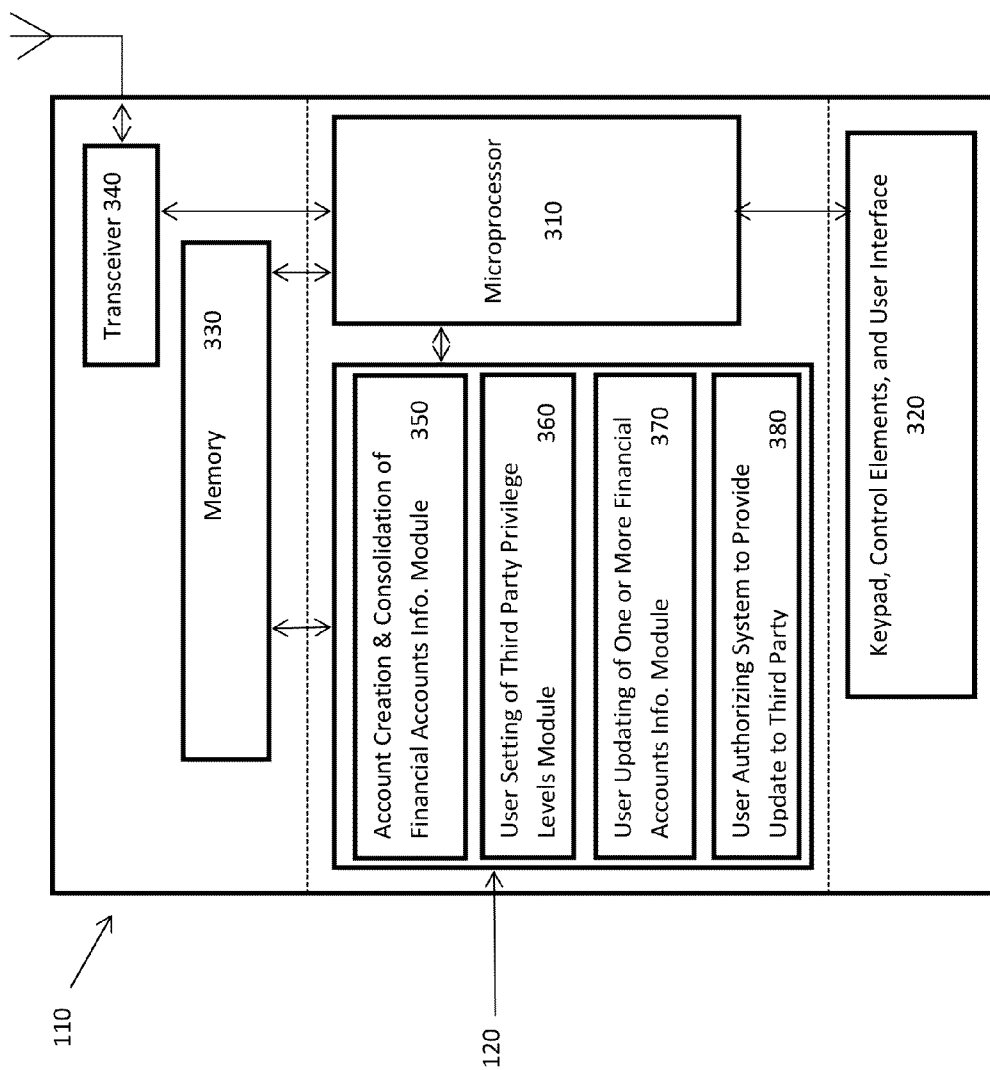 110
120
Transceiver 340
Memory
330
Microprocessor
310
Account Creation & Consolidation of
Financial Accounts Info. Module
350
User Setting of Third Party Privilege
Levels Module
360
User Updating of One or More Financial
Accounts Info. Module
370
User Authorizing System to Provide
Update to Third Party
380
Keypad, Control Elements, and User Interface
320